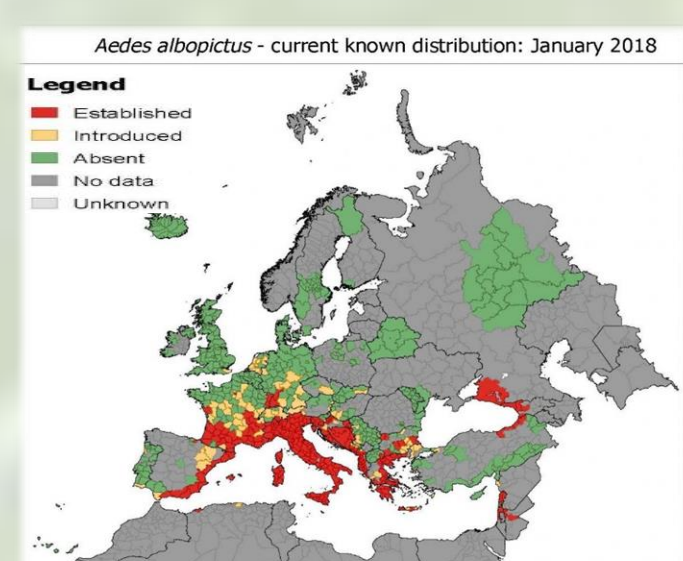 Aedes albopictus - current known distribution: January 2018
Legend
Established
Introduced
Absent
No data
Unknown